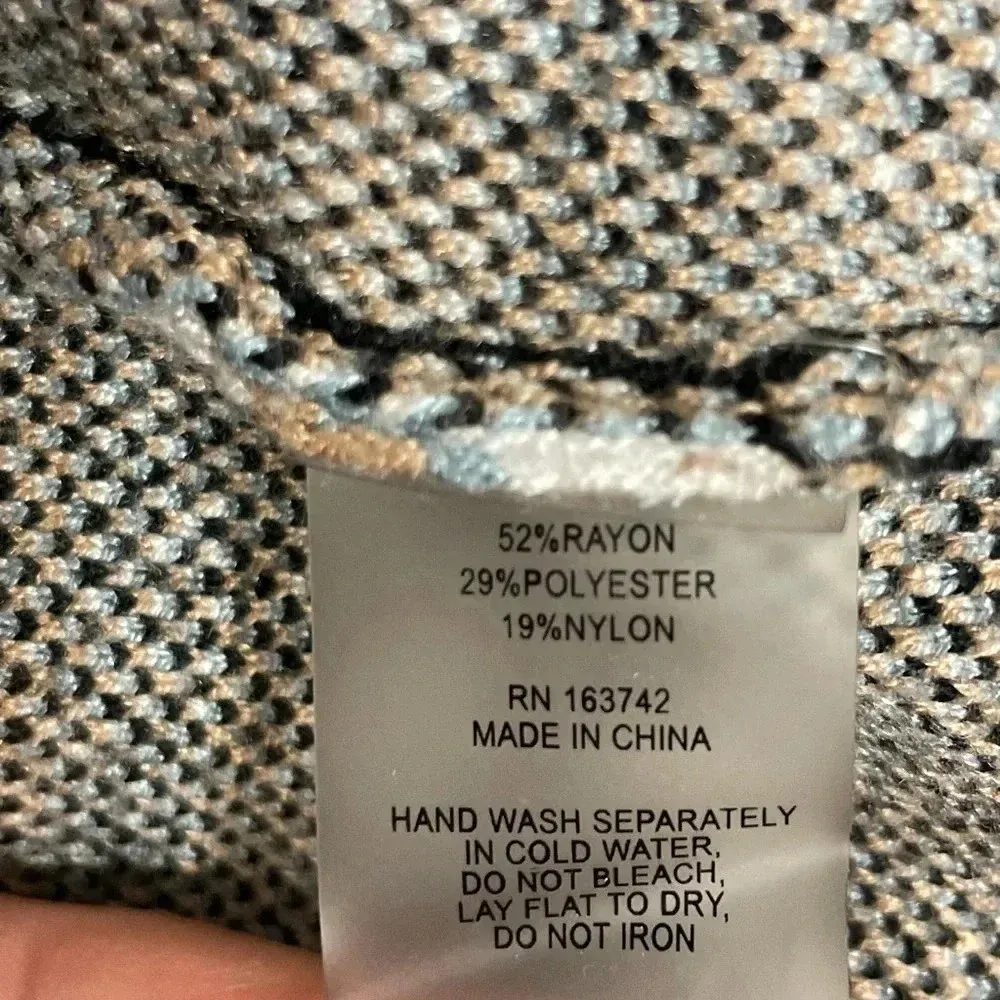 52%RAYON
29%POLYESTER
19%NYLON
RN 163742
MADE IN CHINA
HAND WASH SEPARATELY
IN COLD WATER,
DO NOT BLEACH,
LAY FLAT TO DRY,
DO NOT IRON